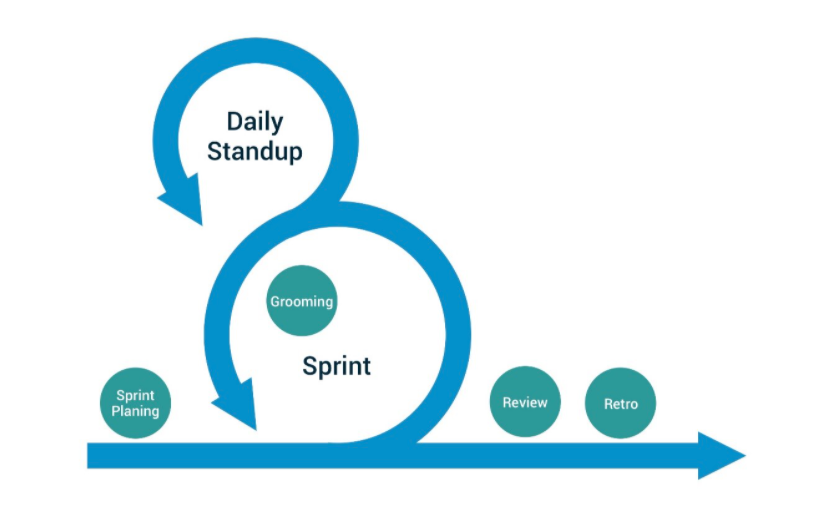 Daily
Standup
Grooming
Sprint
Sprint
Planing
Review
Retro